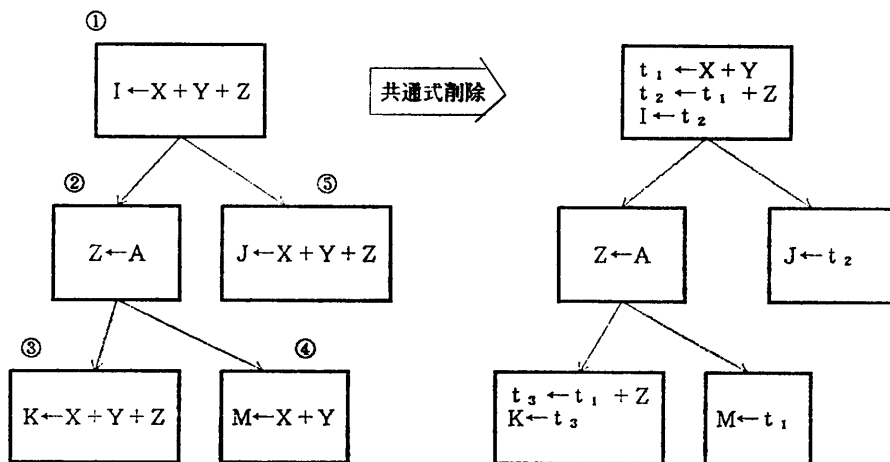 ①
I←X+Y+Z
②
⑤
Z←A
J←X+Y+Z
③
④
K←X+Y+Z
M←X+Y
共通式削除
t₁←X+Y
t₂←t₁+Z
I←t₂
Z←A
J←t₂
t₃←t₁+Z
K←t₃
M←t₁